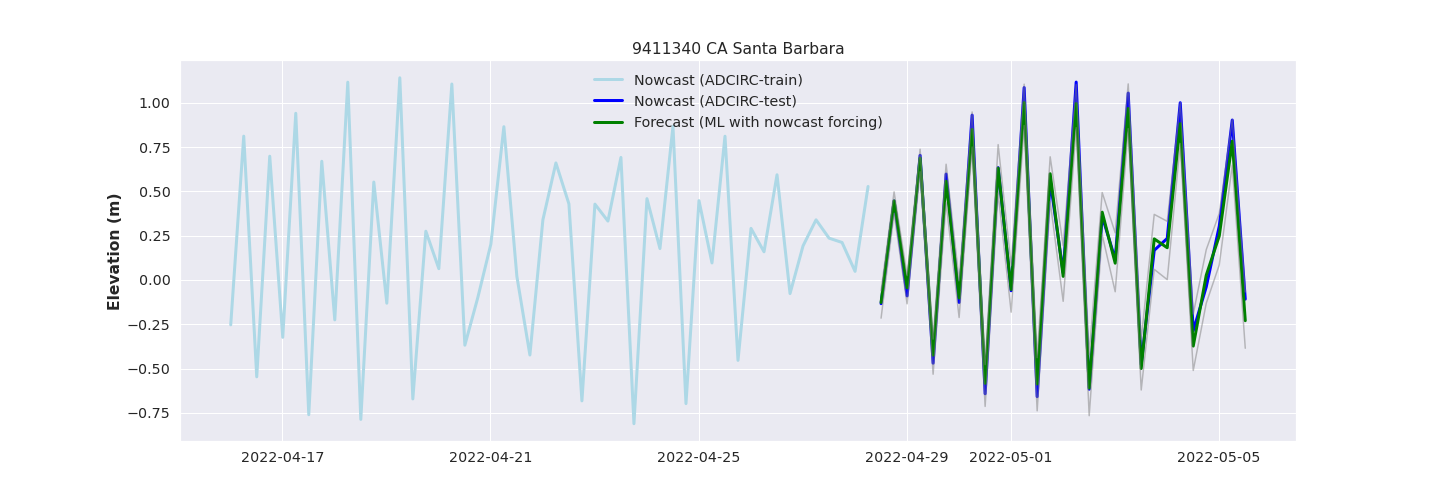 9411340 CA Santa Barbara
Nowcast (ADCIRC-train)
Nowcast (ADCIRC-test)
Forecast (ML with nowcast forcing)
Elevation (m)
1.00
0.75
0.50
0.25
0.00
−0.25
−0.50
−0.75
2022-04-17 2022-04-21 2022-04-25 2022-04-29 2022-05-01 2022-05-05